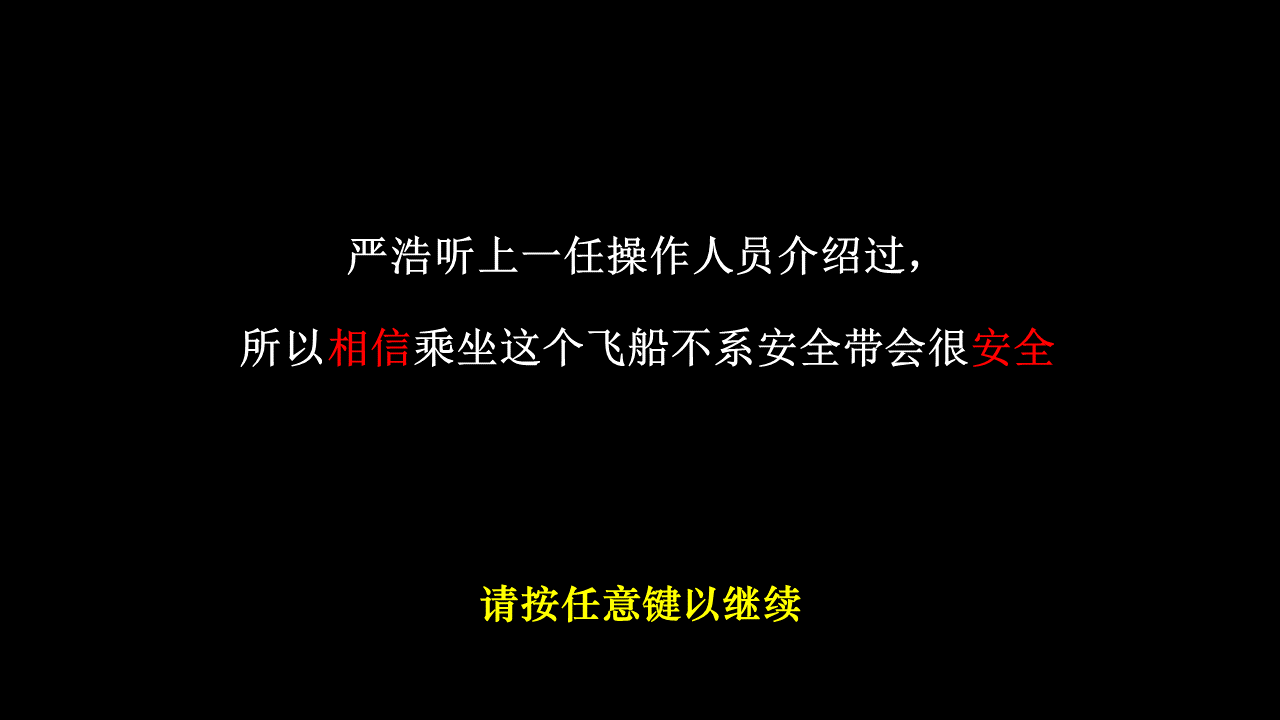 严浩听上一任操作人员介绍过，
所以相信乘坐这个飞船不系安全带会很安全
请按任意键以继续